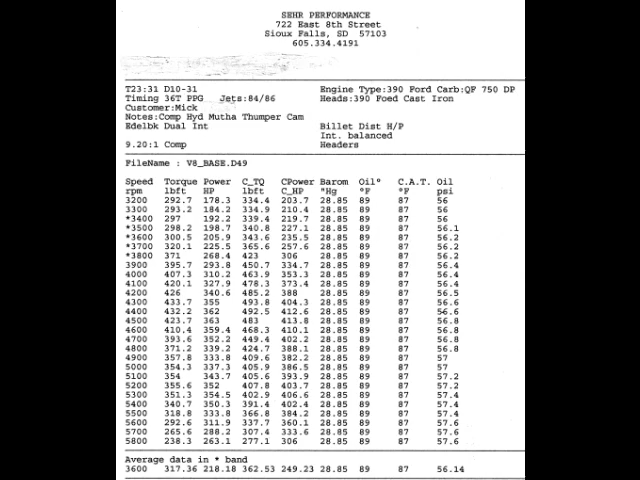 SEHR PERFORMANCE
722 East 8th Street
Sioux Falls, SD 57103
605.334.4191
T23:31 D10-31 Engine Type:390 Ford Carb:QF 750 DP
Timing 36T PPG Jets:84/86 Heads:390 Foed Cast Iron
Customer:Mick
Notes:Comp Hyd Mutha Thumper Cam
Edelbk Dual Int Billet Dist H/P
Int. balanced
9.20:1 Comp Headers
FileName : V8_BASE.D49
Speed Torque Power C_TQ CPower Barom Oil° C.A.T. Oil
rpm lbft HP lbft C_HP "Hg °F °F psi
3200 292.7 178.3 334.4 203.7 28.85 89 87 56
3300 293.2 184.2 334.9 210.4 28.85 89 87 56
*3400 297 192.2 339.4 219.7 28.85 89 87 56
*3500 298.2 198.7 340.8 227.1 28.85 89 87 56.1
*3600 300.5 205.9 343.6 235.5 28.85 89 87 56.2
*3700 320.1 225.5 365.6 257.6 28.85 89 87 56.2
*3800 371 268.4 423 306 28.85 89 87 56.2
3900 395.7 293.8 450.7 334.7 28.85 89 87 56.4
4000 407.3 310.2 463.9 353.3 28.85 89 87 56.4
4100 420.1 327.9 478.3 373.4 28.85 89 87 56.4
4200 426 340.6 485.2 388 28.85 89 87 56.5
4300 433.7 355 493.8 404.3 28.85 89 87 56.6
4400 432.2 362 492.5 412.6 28.85 89 87 56.6
4500 423.7 363 483 413.8 28.85 89 87 56.8
4600 410.4 359.4 468.3 410.1 28.85 89 87 56.8
4700 393.6 352.2 449.4 402.2 28.85 89 87 56.8
4800 371.2 339.2 424.7 388.1 28.85 89 87 56.8
4900 357.8 333.8 409.6 382.2 28.85 89 87 57
5000 354.3 337.3 405.9 386.5 28.85 89 87 57
5100 354 343.7 405.6 393.9 28.85 89 87 57.2
5200 355.6 352 407.8 403.7 28.85 89 87 57.2
5300 351.3 354.5 402.9 406.6 28.85 89 87 57.4
5400 340.7 350.3 391.4 402.4 28.85 89 87 57.4
5500 318.8 333.8 366.8 384.2 28.85 89 87 57.4
5600 292.6 311.9 337.7 360.1 28.85 89 87 57.6
5700 265.6 288.2 307.4 333.6 28.85 89 87 57.6
5800 238.3 263.1 277.1 306 28.85 89 87 57.6
Average data in * band
3600 317.36 218.18 362.53 249.23 28.85 89 87 56.14